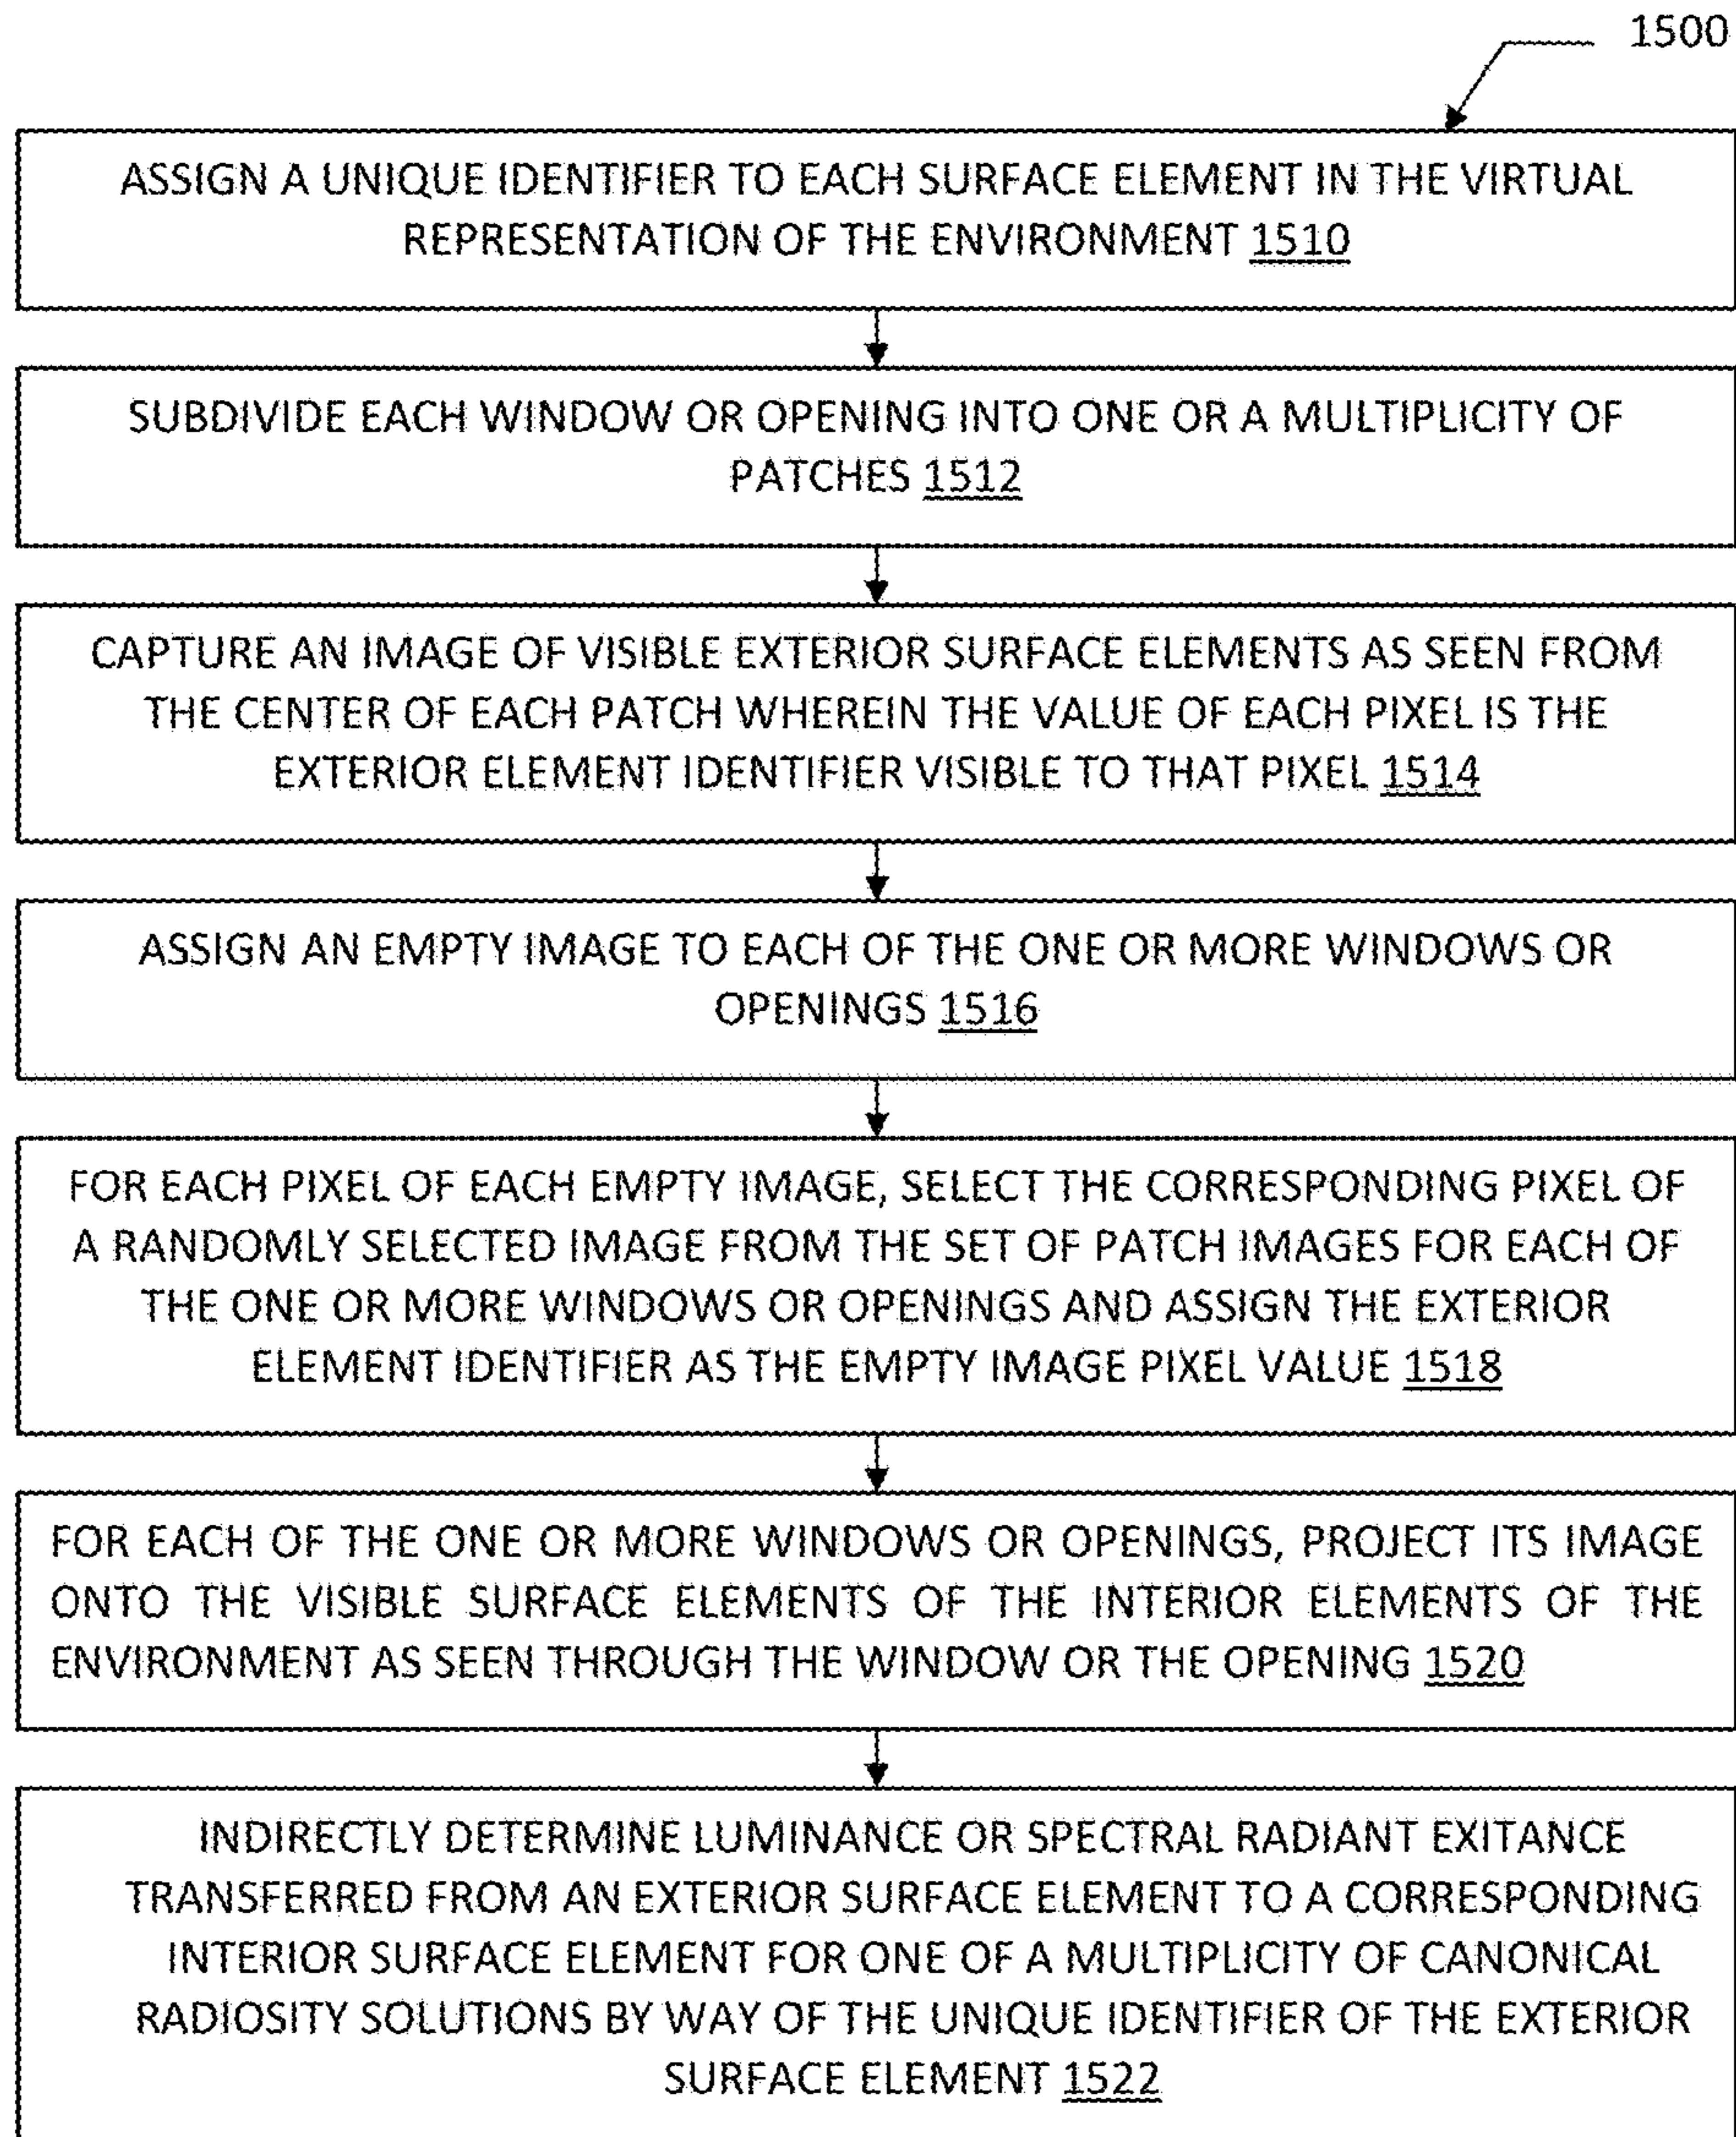 1500
ASSIGN A UNIQUE IDENTIFIER TO EACH SURFACE ELEMENT IN THE VIRTUAL
REPRESENTATION OF THE ENVIRONMENT 1510
SUBDIVIDE EACH WINDOW OR OPENING INTO ONE OR A MULTIPLICITY OF
PATCHES 1512
CAPTURE AN IMAGE OF VISIBLE EXTERIOR SURFACE ELEMENTS AS SEEN FROM
THE CENTER OF EACH PATCH WHEREIN THE VALUE OF EACH PIXEL IS THE
EXTERIOR ELEMENT IDENTIFIER VISIBLE TO THAT PIXEL 1514
ASSIGN AN EMPTY IMAGE TO EACH OF THE ONE OR MORE WINDOWS OR
OPENINGS 1516
FOR EACH PIXEL OF EACH EMPTY IMAGE, SELECT THE CORRESPONDING PIXEL OF
A RANDOMLY SELECTED IMAGE FROM THE SET OF PATCH IMAGES FOR EACH OF
THE ONE OR MORE WINDOWS OR OPENINGS AND ASSIGN THE EXTERIOR
ELEMENT IDENTIFIER AS THE EMPTY IMAGE PIXEL VALUE 1518
FOR EACH OF THE ONE OR MORE WINDOWS OR OPENINGS, PROJECT ITS IMAGE
ONTO THE VISIBLE SURFACE ELEMENTS OF THE INTERIOR ELEMENTS OF THE
ENVIRONMENT AS SEEN THROUGH THE WINDOW OR THE OPENING 1520
INDIRECTLY DETERMINE LUMINANCE OR SPECTRAL RADIANT EXITANCE
TRANSFERRED FROM AN EXTERIOR SURFACE ELEMENT TO A CORRESPONDING
INTERIOR SURFACE ELEMENT FOR ONE OF A MULTIPLICITY OF CANONICAL
RADIOSITY SOLUTIONS BY WAY OF THE UNIQUE IDENTIFIER OF THE EXTERIOR
SURFACE ELEMENT 1522